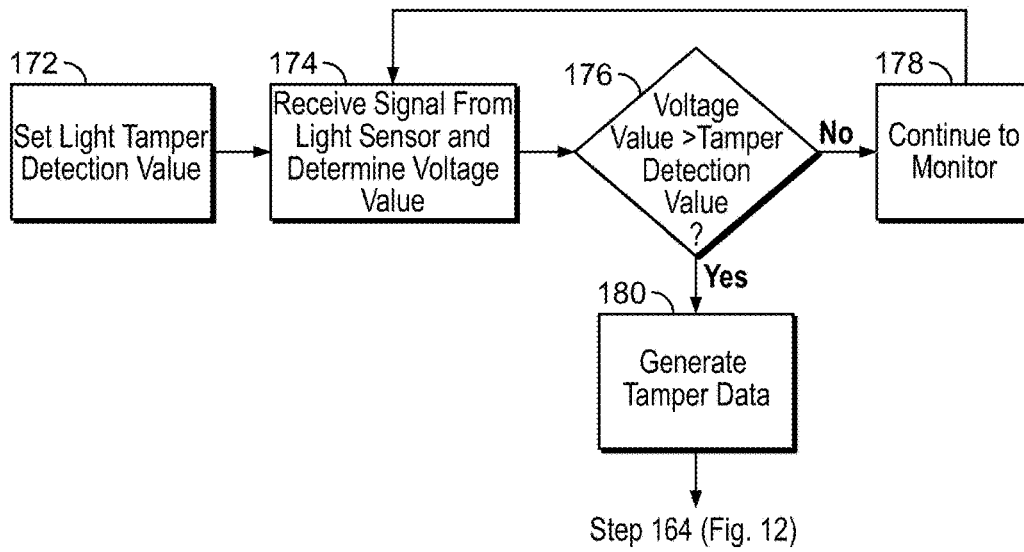 172
Set Light Tamper
Detection Value
174
Receive Signal From
Light Sensor and
Determine Voltage
Value
176
Voltage
Value >Tamper
Detection
Value
?
No
178
Continue to
Monitor
Yes
180
Generate
Tamper Data
Step 164 (Fig. 12)